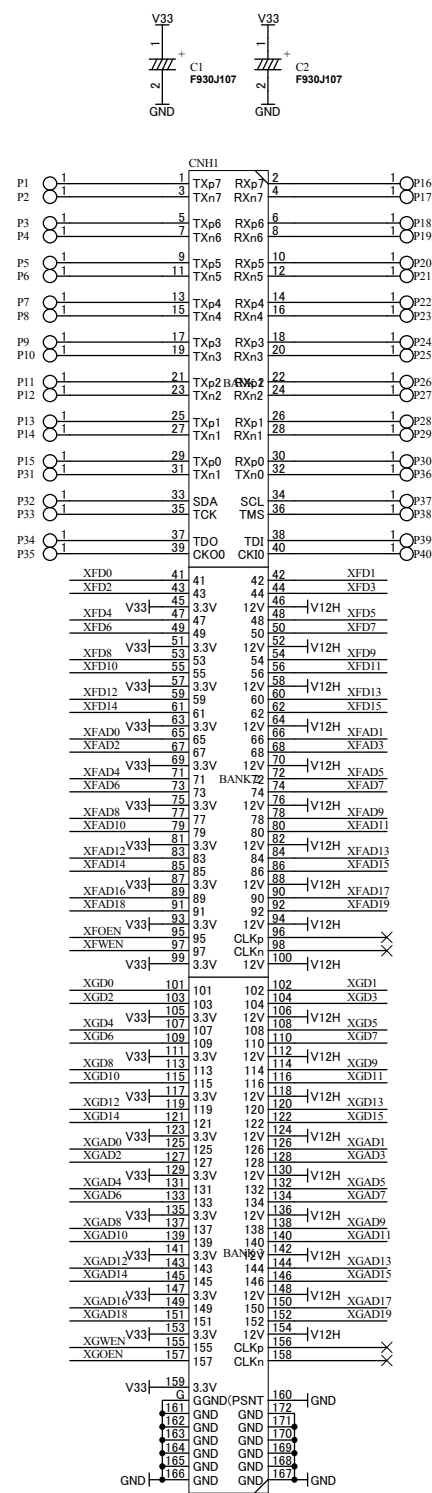 V33 V33
1 + 1 +
C1 C2
F930J107 F930J107
2 2
GND GND
CNH1
P1 1 1 TXp7 RXp7 2 1 P16
P2 1 3 TXn7 RXn7 4 1 P17
P3 1 5 TXp6 RXp6 6 1 P18
P4 1 7 TXn6 RXn6 8 1 P19
P5 1 9 TXp5 RXp5 10 1 P20
P6 1 11 TXn5 RXn5 12 1 P21
P7 1 13 TXp4 RXp4 14 1 P22
P8 1 15 TXn4 RXn4 16 1 P23
P9 1 17 TXp3 RXp3 18 1 P24
P10 1 19 TXn3 RXn3 20 1 P25
P11 1 21 TXp2 BANK 1 RXp2 22 1 P26
P12 1 23 TXn2 RXn2 24 1 P27
P13 1 25 TXp1 RXp1 26 1 P28
P14 1 27 TXn1 RXn1 28 1 P29
P15 1 29 TXp0 RXp0 30 1 P30
P31 1 31 TXn1 TXn0 32 1 P36
P32 1 33 SDA SCL 34 1 P37
P33 1 35 TCK TMS 36 1 P38
P34 1 37 TDO TDI 38 1 P39
P35 1 39 CKO0 CKI0 40 1 P40
XFD0 41 41 42 42 XFD1
XFD2 43 43 44 44 XFD3
V33 45 3.3V 12V 46 V12H
XFD4 47 47 48 48 XFD5
XFD6 49 49 50 50 XFD7
V33 51 3.3V 12V 52 V12H
XFD8 53 53 54 54 XFD9
XFD10 55 55 56 56 XFD11
V33 57 3.3V 12V 58 V12H
XFD12 59 59 60 60 XFD13
XFD14 61 61 62 62 XFD15
V33 63 3.3V 12V 64 V12H
XFAD0 65 65 66 66 XFAD1
XFAD2 67 67 68 68 XFAD3
V33 69 3.3V 12V 70 V12H
XFAD4 71 71 BANK 2 72 72 XFAD5
XFAD6 73 73 74 74 XFAD7
V33 75 3.3V 12V 76 V12H
XFAD8 77 77 78 78 XFAD9
XFAD10 79 79 80 80 XFAD11
V33 81 3.3V 12V 82 V12H
XFAD12 83 83 84 84 XFAD13
XFAD14 85 85 86 86 XFAD15
V33 87 3.3V 12V 88 V12H
XFAD16 89 89 90 90 XFAD17
XFAD18 91 91 92 92 XFAD19
V33 93 3.3V 12V 94 V12H
XFOEN 95 95 CLKp 96
XFWEN 97 97 CLKn 98
V33 99 3.3V 12V 100 V12H
XGD0 101 101 102 102 XGD1
XGD2 103 103 104 104 XGD3
V33 105 3.3V 12V 106 V12H
XGD4 107 107 108 108 XGD5
XGD6 109 109 110 110 XGD7
V33 111 3.3V 12V 112 V12H
XGD8 113 113 114 114 XGD9
XGD10 115 115 116 116 XGD11
V33 117 3.3V 12V 118 V12H
XGD12 119 119 120 120 XGD13
XGD14 121 121 122 122 XGD15
V33 123 3.3V 12V 124 V12H
XGAD0 125 125 126 126 XGAD1
XGAD2 127 127 128 128 XGAD3
V33 129 3.3V 12V 130 V12H
XGAD4 131 131 132 132 XGAD5
XGAD6 133 133 134 134 XGAD7
V33 135 3.3V 12V 136 V12H
XGAD8 137 137 138 138 XGAD9
XGAD10 139 139 140 140 XGAD11
V33 141 3.3V BANK 3 12V 142 V12H
XGAD12 143 143 144 144 XGAD13
XGAD14 145 145 146 146 XGAD15
V33 147 3.3V 12V 148 V12H
XGAD16 149 149 150 150 XGAD17
XGAD18 151 151 152 152 XGAD19
V33 153 3.3V 12V 154 V12H
XGWEN 155 155 CLKp 156
XGOEN 157 157 CLKn 158
V33 159 3.3V
G GGND(PSNT 160 GND
161 GND GND 172
162 GND GND 171
163 GND GND 170
164 GND GND 169
165 GND GND 168
GND 166 GND GND 167 GND